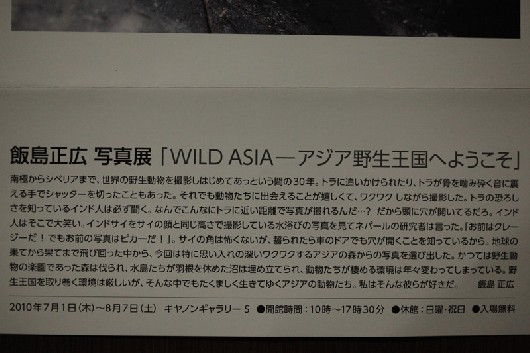 飯島正広 写真展「WILD ASIA―アジア野生王国へようこそ」
南極からシベリアまで、世界の野生動物を撮影しはじめてあっという間の30年。トラに追いかけられたり、トラが骨を噛み砕く音に震
える手でシャッターを切ったこともあった。それでも動物たちに出会えることが嬉しくて、ワクワクしながら撮影した。トラの恐ろし
さを知っているインド人は必ず聞く。なんでこんなにトラに近い距離で写真が撮れるんだ…? だから頭に穴が開いてるだろう。インド
人はそこで大笑い。インドサイをサイの頭と同じ高さで撮影している水浴びの写真を見てネパールの研究者は言った。「お前はクレー
ジーだ!でもお前の写真はピカ一だ!」。サイの角は怖くないが、齧られたら車のドアでも穴が開くことを知っているから。地球の
果てから果てまで飛び回った中から、今回は特に思い入れの深いワクワクするアジアの森からの写真を選び出した。かつては野生動物
の楽園であった森は伐られ、水鳥たちが羽根を休めた沼は埋め立てられ、動物たちが棲める環境は年々変わってしまっている。野
生王国を取り巻く環境は厳しいが、そんな中でもたくましく生きてゆくアジアの動物たち。私はそんな彼らが好きだ。 飯島 正広
2010年7月1日(木)~8月7日(土) キヤノンギャラリー S ●開館時間:10時~17時30分 ●休館:日曜・祝日 ●入場無料